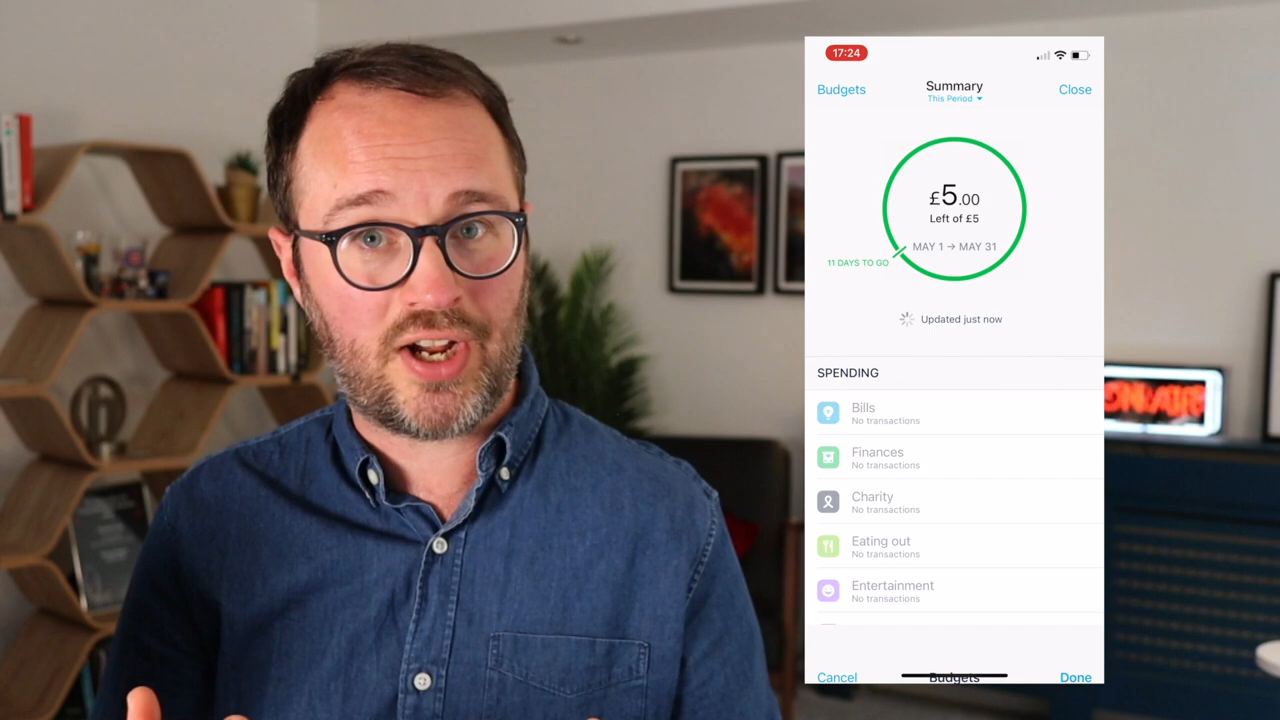 17:24
Budgets
Summary
Close
This Period
£5.00
Left of £5
MAY 1 → MAY 31
11 DAYS TO GO
Updated just now
SPENDING
Bills
No transactions
Finances
No transactions
Charity
No transactions
Eating out
No transactions
Entertainment
No transactions
Cancel
Budgets
Done
ON AIR